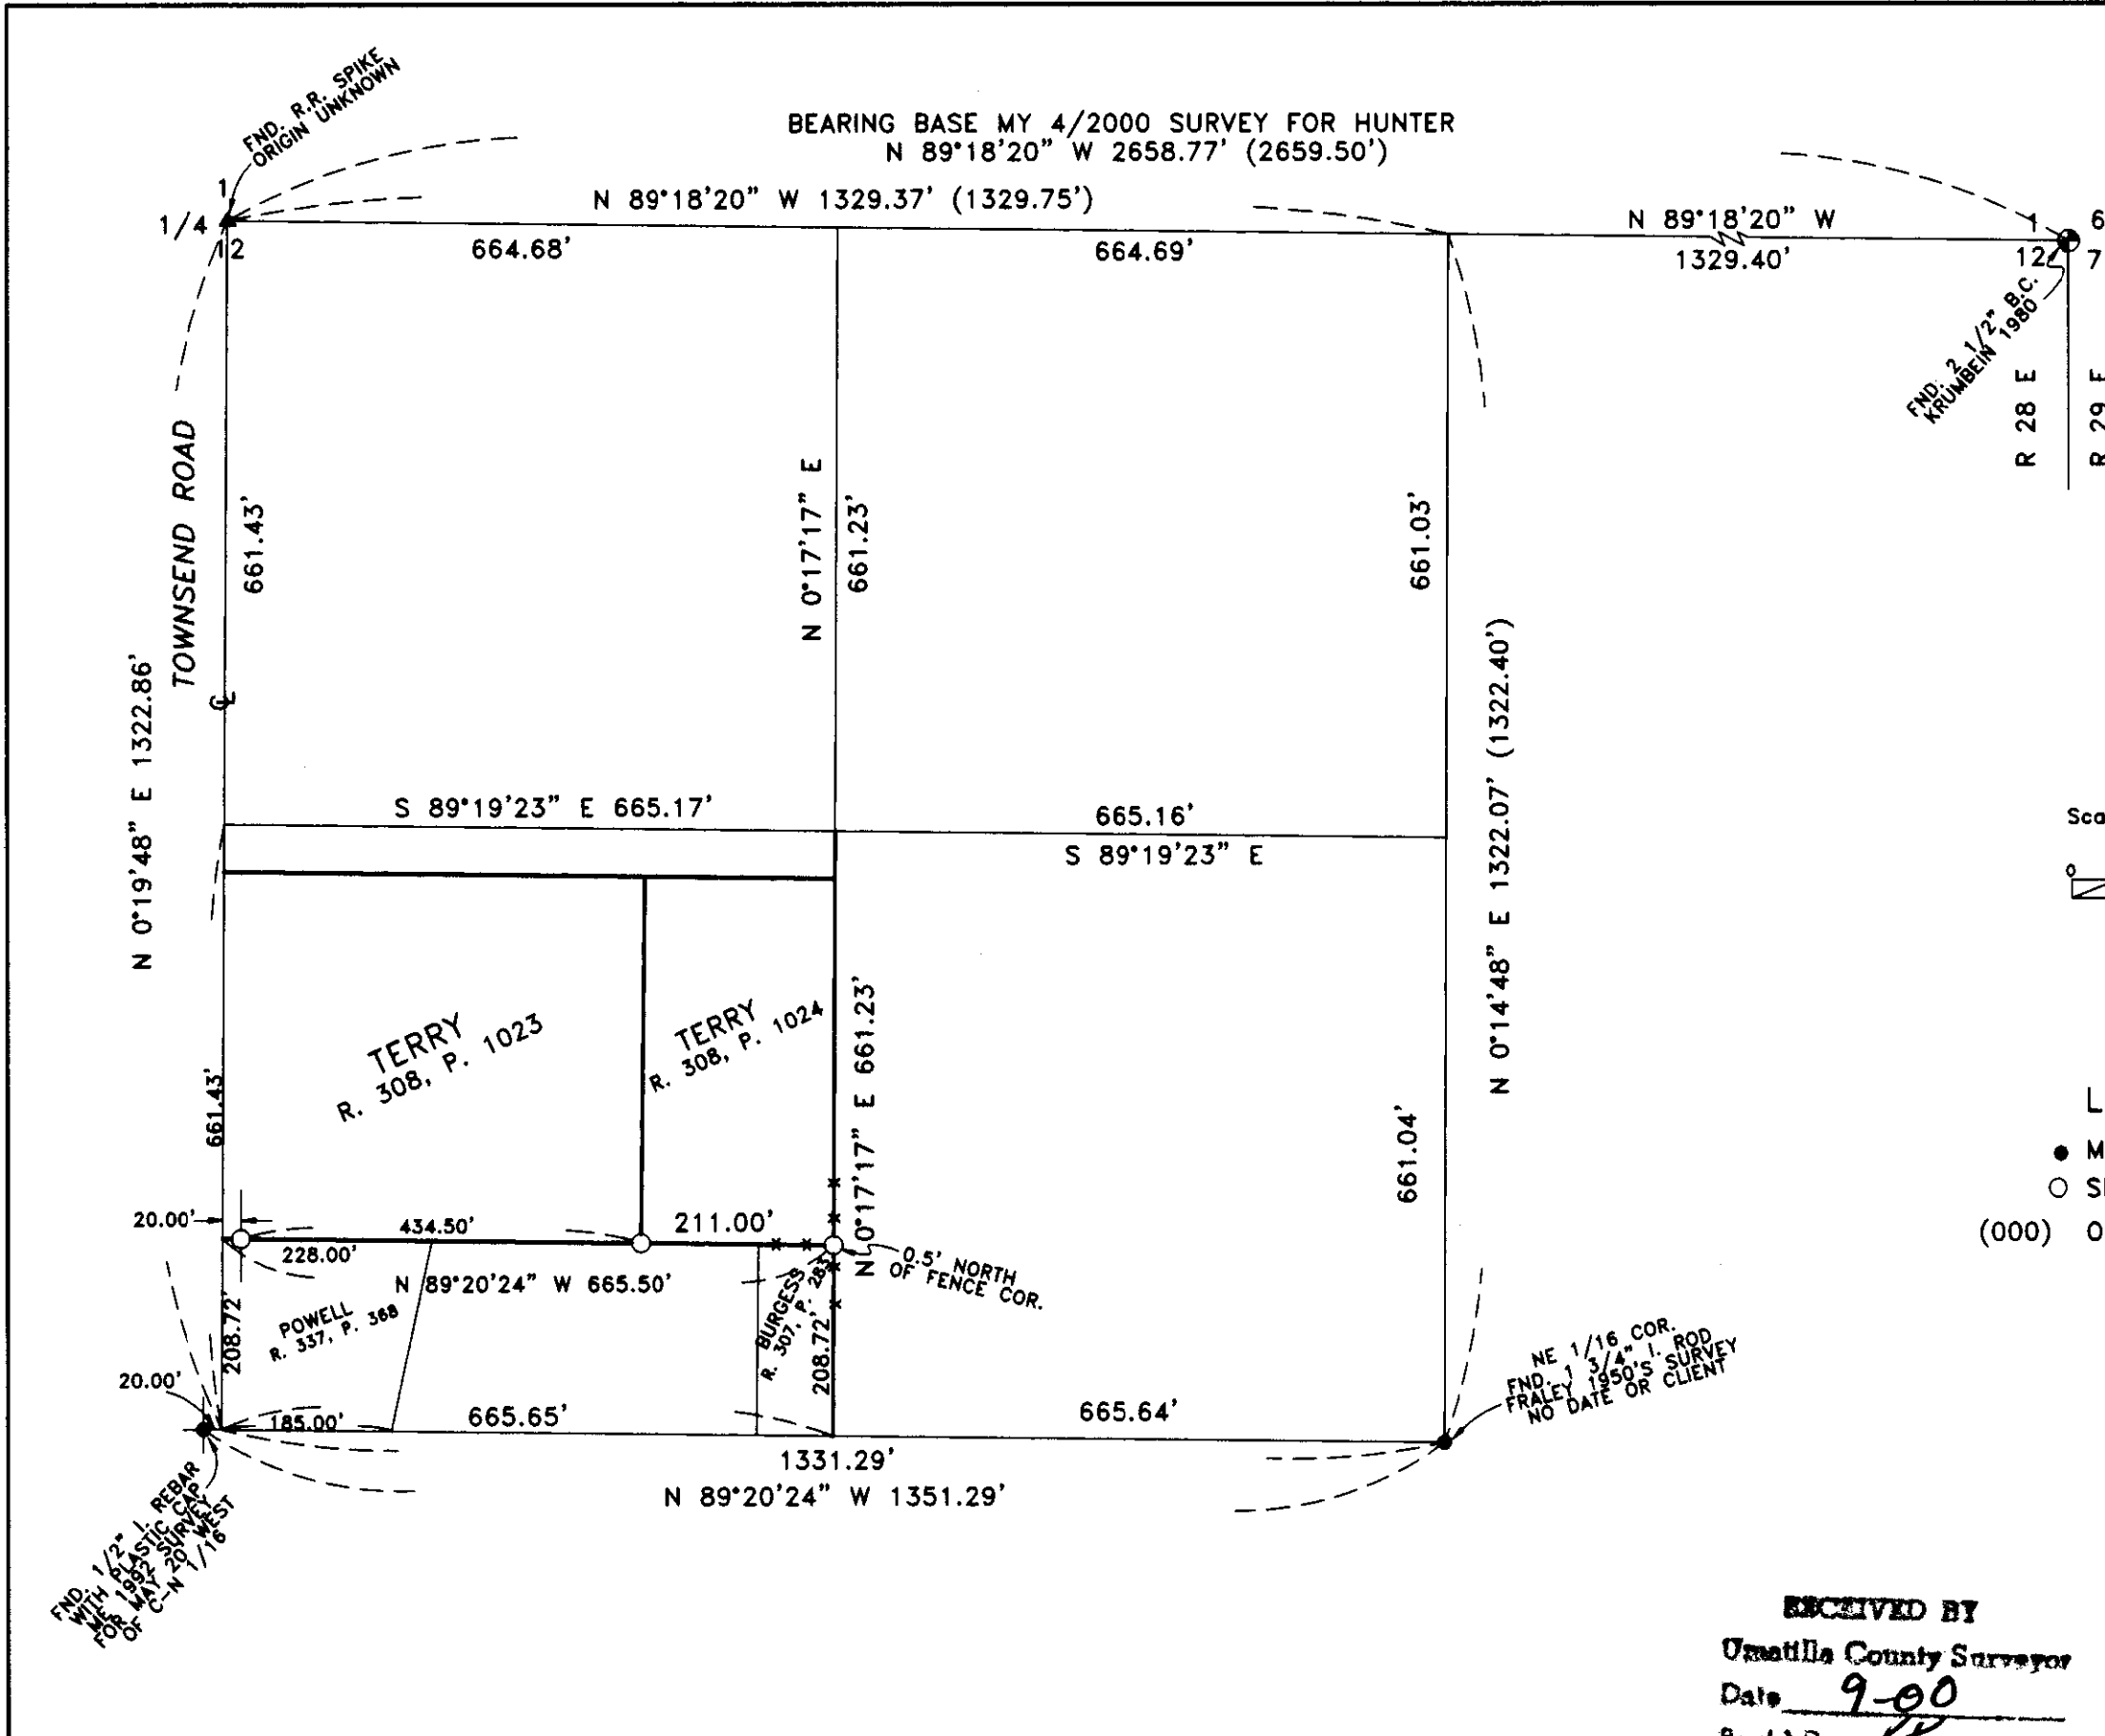 FND. R.R. SPIKE
ORIGIN UNKNOWN
BEARING BASE MY 4/2000 SURVEY FOR HUNTER
N 89°18'20" W 2658.77' (2659.50')
N 89°18'20" W 1329.37' (1329.75')
N 89°18'20" W
1
1/4
12
664.68'
664.69'
1329.40'
1
6
12
7
FND. 2 1/2" B.C.
KRUMBEIN 1980
R 28 E
R 29 E
TOWNSEND ROAD
661.43'
N 0°17'17" E
661.23'
661.03'
N 0°19'48" E 1322.86'
N 0°14'48" E 1322.07' (1322.40')
S 89°19'23" E 665.17'
665.16'
S 89°19'23" E
Sca
0
TERRY
R. 308, P. 1023
TERRY
R. 308, P. 1024
N 0°17'17" E 661.23'
661.43'
661.04'
L
M
(000) O
20.00'
434.50'
211.00'
228.00'
N 89°20'24" W 665.50'
0.5' NORTH
OF FENCE COR.
POWELL
R. 337, P. 368
208.72'
BURGESS
R. 307, P. 283
208.72'
20.00'
185.00'
665.65'
665.64'
NE 1/16 COR.
FND. 1 3/4" I. ROD
FRALEY 1950'S SURVEY
NO DATE OR CLIENT
1331.29'
N 89°20'24" W 1351.29'
FND. 1/2" I. REBAR
WITH PLASTIC CAP
ME 1992 SURVEY
FOR MAY 20' WEST
OF C-N 1/16
RECEIVED BY
Umatilla County Surveyor
Date 9-00